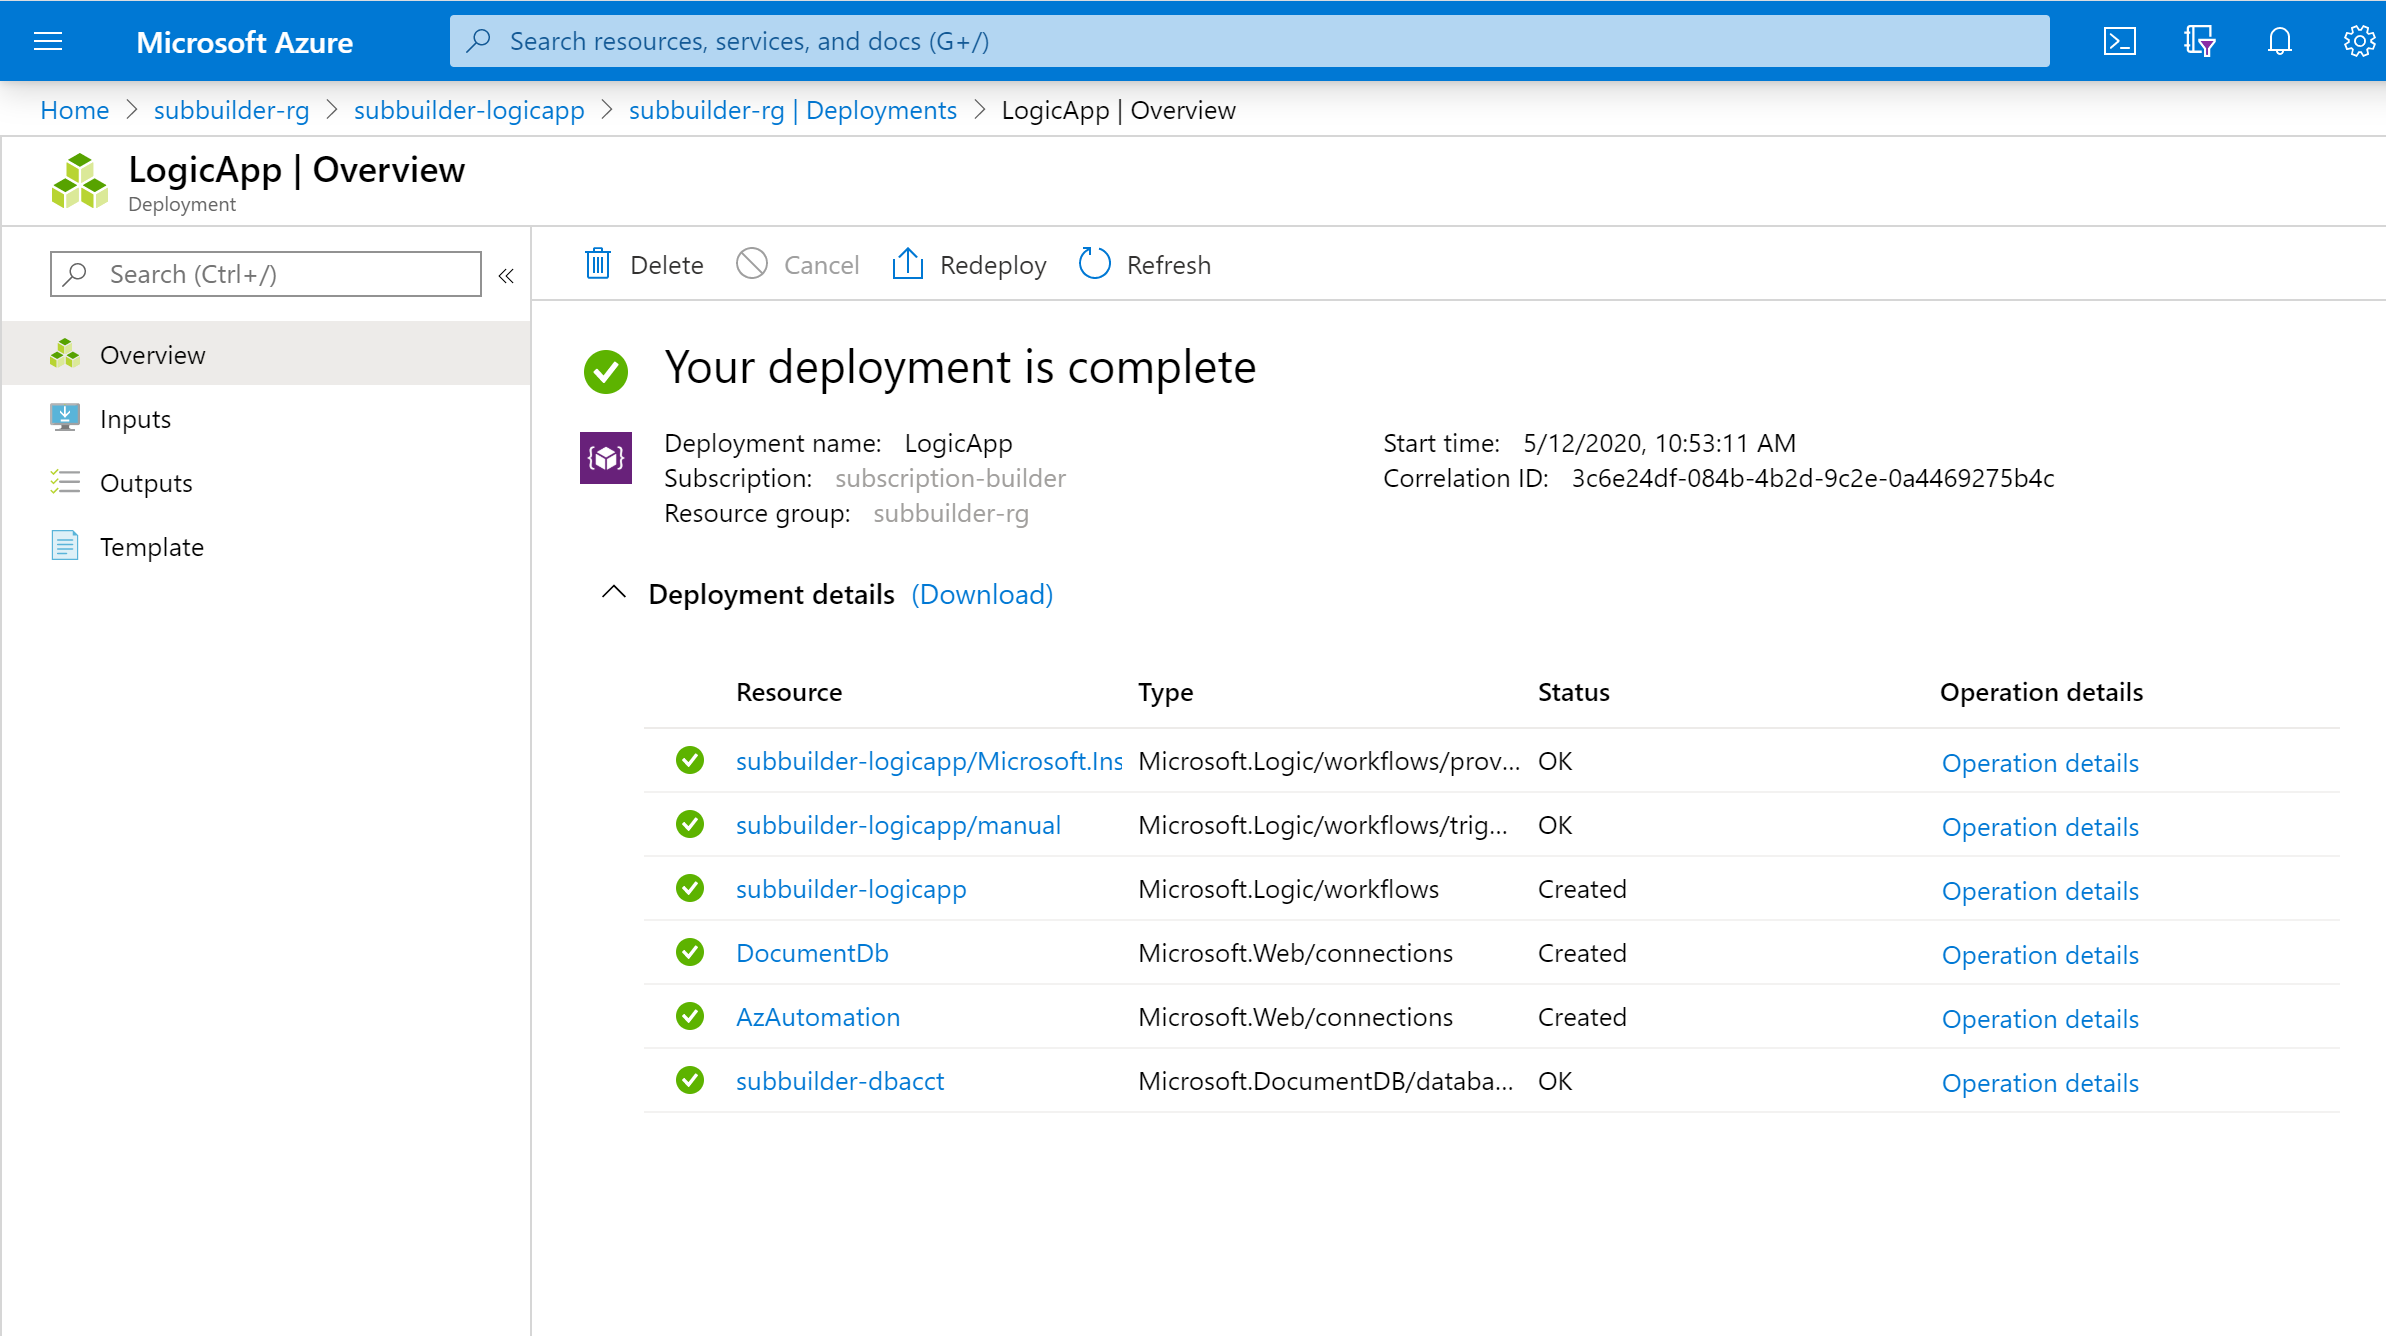 Microsoft Azure
Search resources, services, and docs (G+/)
Home > subbuilder-rg > subbuilder-logicapp > subbuilder-rg | Deployments > LogicApp | Overview
LogicApp | Overview
Deployment
Search (Ctrl+/)
«
Delete Cancel Redeploy Refresh
Overview
Inputs
Outputs
Template
Your deployment is complete
Deployment name: LogicApp
Subscription: subscription-builder
Resource group: subbuilder-rg
Start time: 5/12/2020, 10:53:11 AM
Correlation ID: 3c6e24df-084b-4b2d-9c2e-0a4469275b4c
Deployment details (Download)
Resource Type Status Operation details
subbuilder-logicapp/Microsoft.Ins Microsoft.Logic/workflows/prov... OK Operation details
subbuilder-logicapp/manual Microsoft.Logic/workflows/trig... OK Operation details
subbuilder-logicapp Microsoft.Logic/workflows Created Operation details
DocumentDb Microsoft.Web/connections Created Operation details
AzAutomation Microsoft.Web/connections Created Operation details
subbuilder-dbacct Microsoft.DocumentDB/databa... OK Operation details